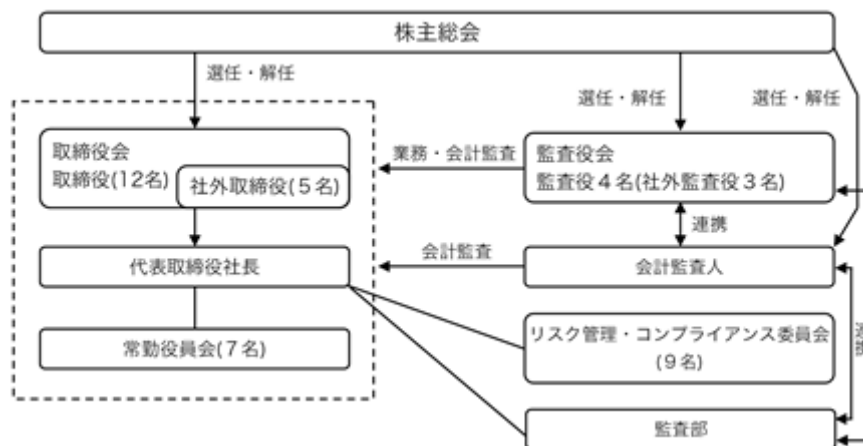 株主総会
選任・解任
選任・解任
選任・解任
取締役会
取締役(12名)
社外取締役(５名)
業務・会計監査
監査役会
監査役４名(社外監査役３名)
連携
代表取締役社長
会計監査
会計監査人
常勤役員会(７名)
リスク管理・コンプライアンス委員会
(９名)
連携
監査部